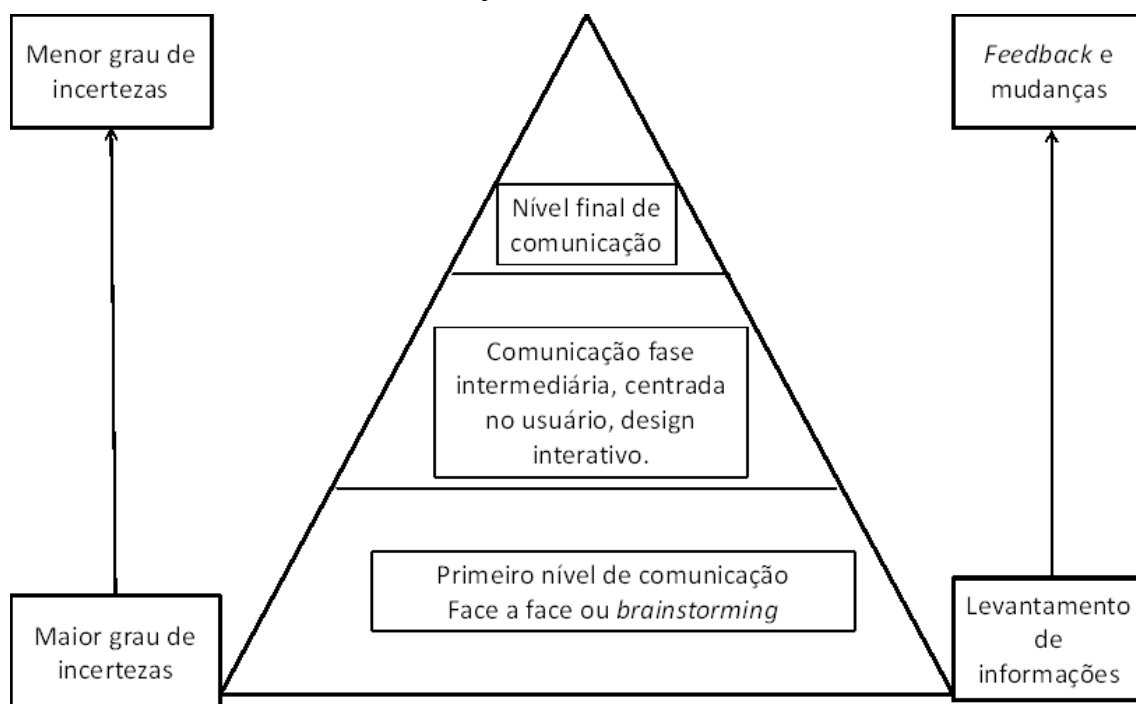 Menor grau de
incertezas
Feedback e
mudanças
Nível final de
comunicação
Comunicação fase
intermediária, centrada
no usuário, design
interativo.
Primeiro nível de comunicação
Face a face ou brainstorming
Maior grau de
incertezas
Levantamento
de
informações